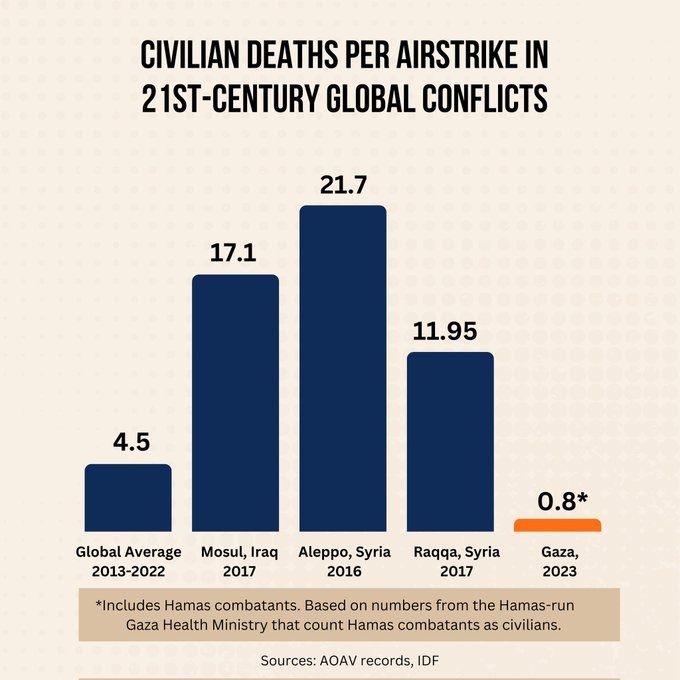 CIVILIAN DEATHS PER AIRSTRIKE IN
21ST-CENTURY GLOBAL CONFLICTS
21.7
17.1
11.95
4.5
0.8*
Global Average
2013-2022
Mosul, Iraq
2017
Aleppo, Syria
2016
Raqqa, Syria
2017
Gaza,
2023
*Includes Hamas combatants. Based on numbers from the Hamas-run
Gaza Health Ministry that count Hamas combatants as civilians.
Sources: AOAV records, IDF